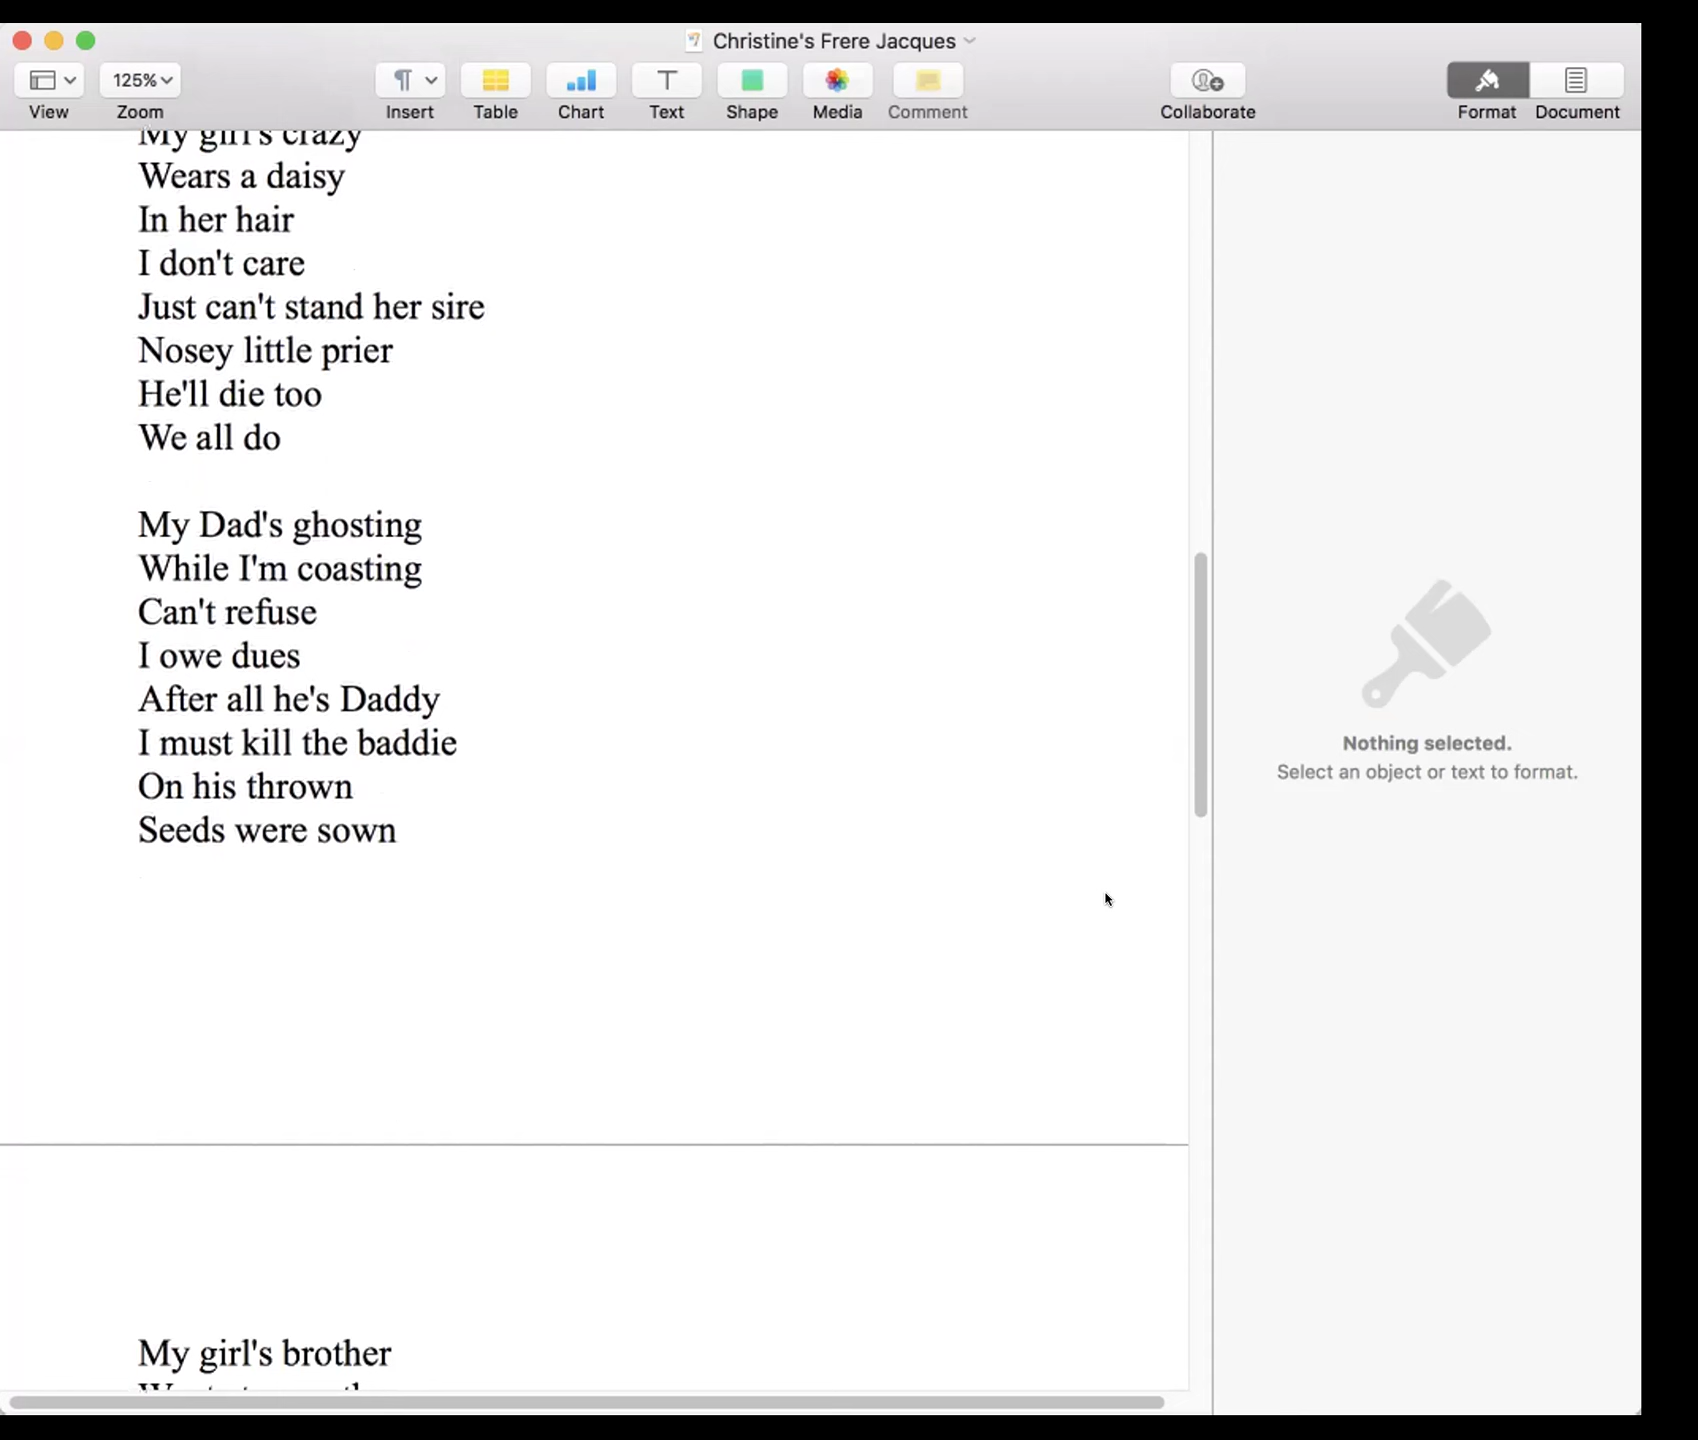 Christine's Frere Jacques
125%
View
Zoom
Insert
Table
Chart
Text
Shape
Media
Comment
Collaborate
Format
Document
My girl's crazy
Wears a daisy
In her hair
I don't care
Just can't stand her sire
Nosey little prier
He'll die too
We all do
My Dad's ghosting
While I'm coasting
Can't refuse
I owe dues
After all he's Daddy
I must kill the baddie
On his thrown
Seeds were sown
My girl's brother
Nothing selected.
Select an object or text to format.